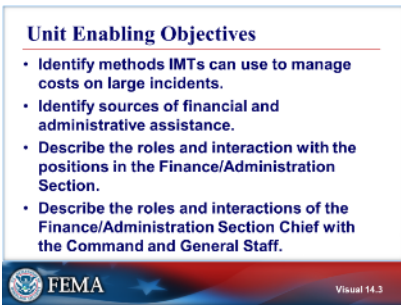 Unit Enabling Objectives
• Identify methods IMTs can use to manage
costs on large incidents.
• Identify sources of financial and
administrative assistance.
• Describe the roles and interaction with the
positions in the Finance/Administration
Section.
• Describe the roles and interactions of the
Finance/Administration Section Chief with
the Command and General Staff.
FEMA
Visual 14.3